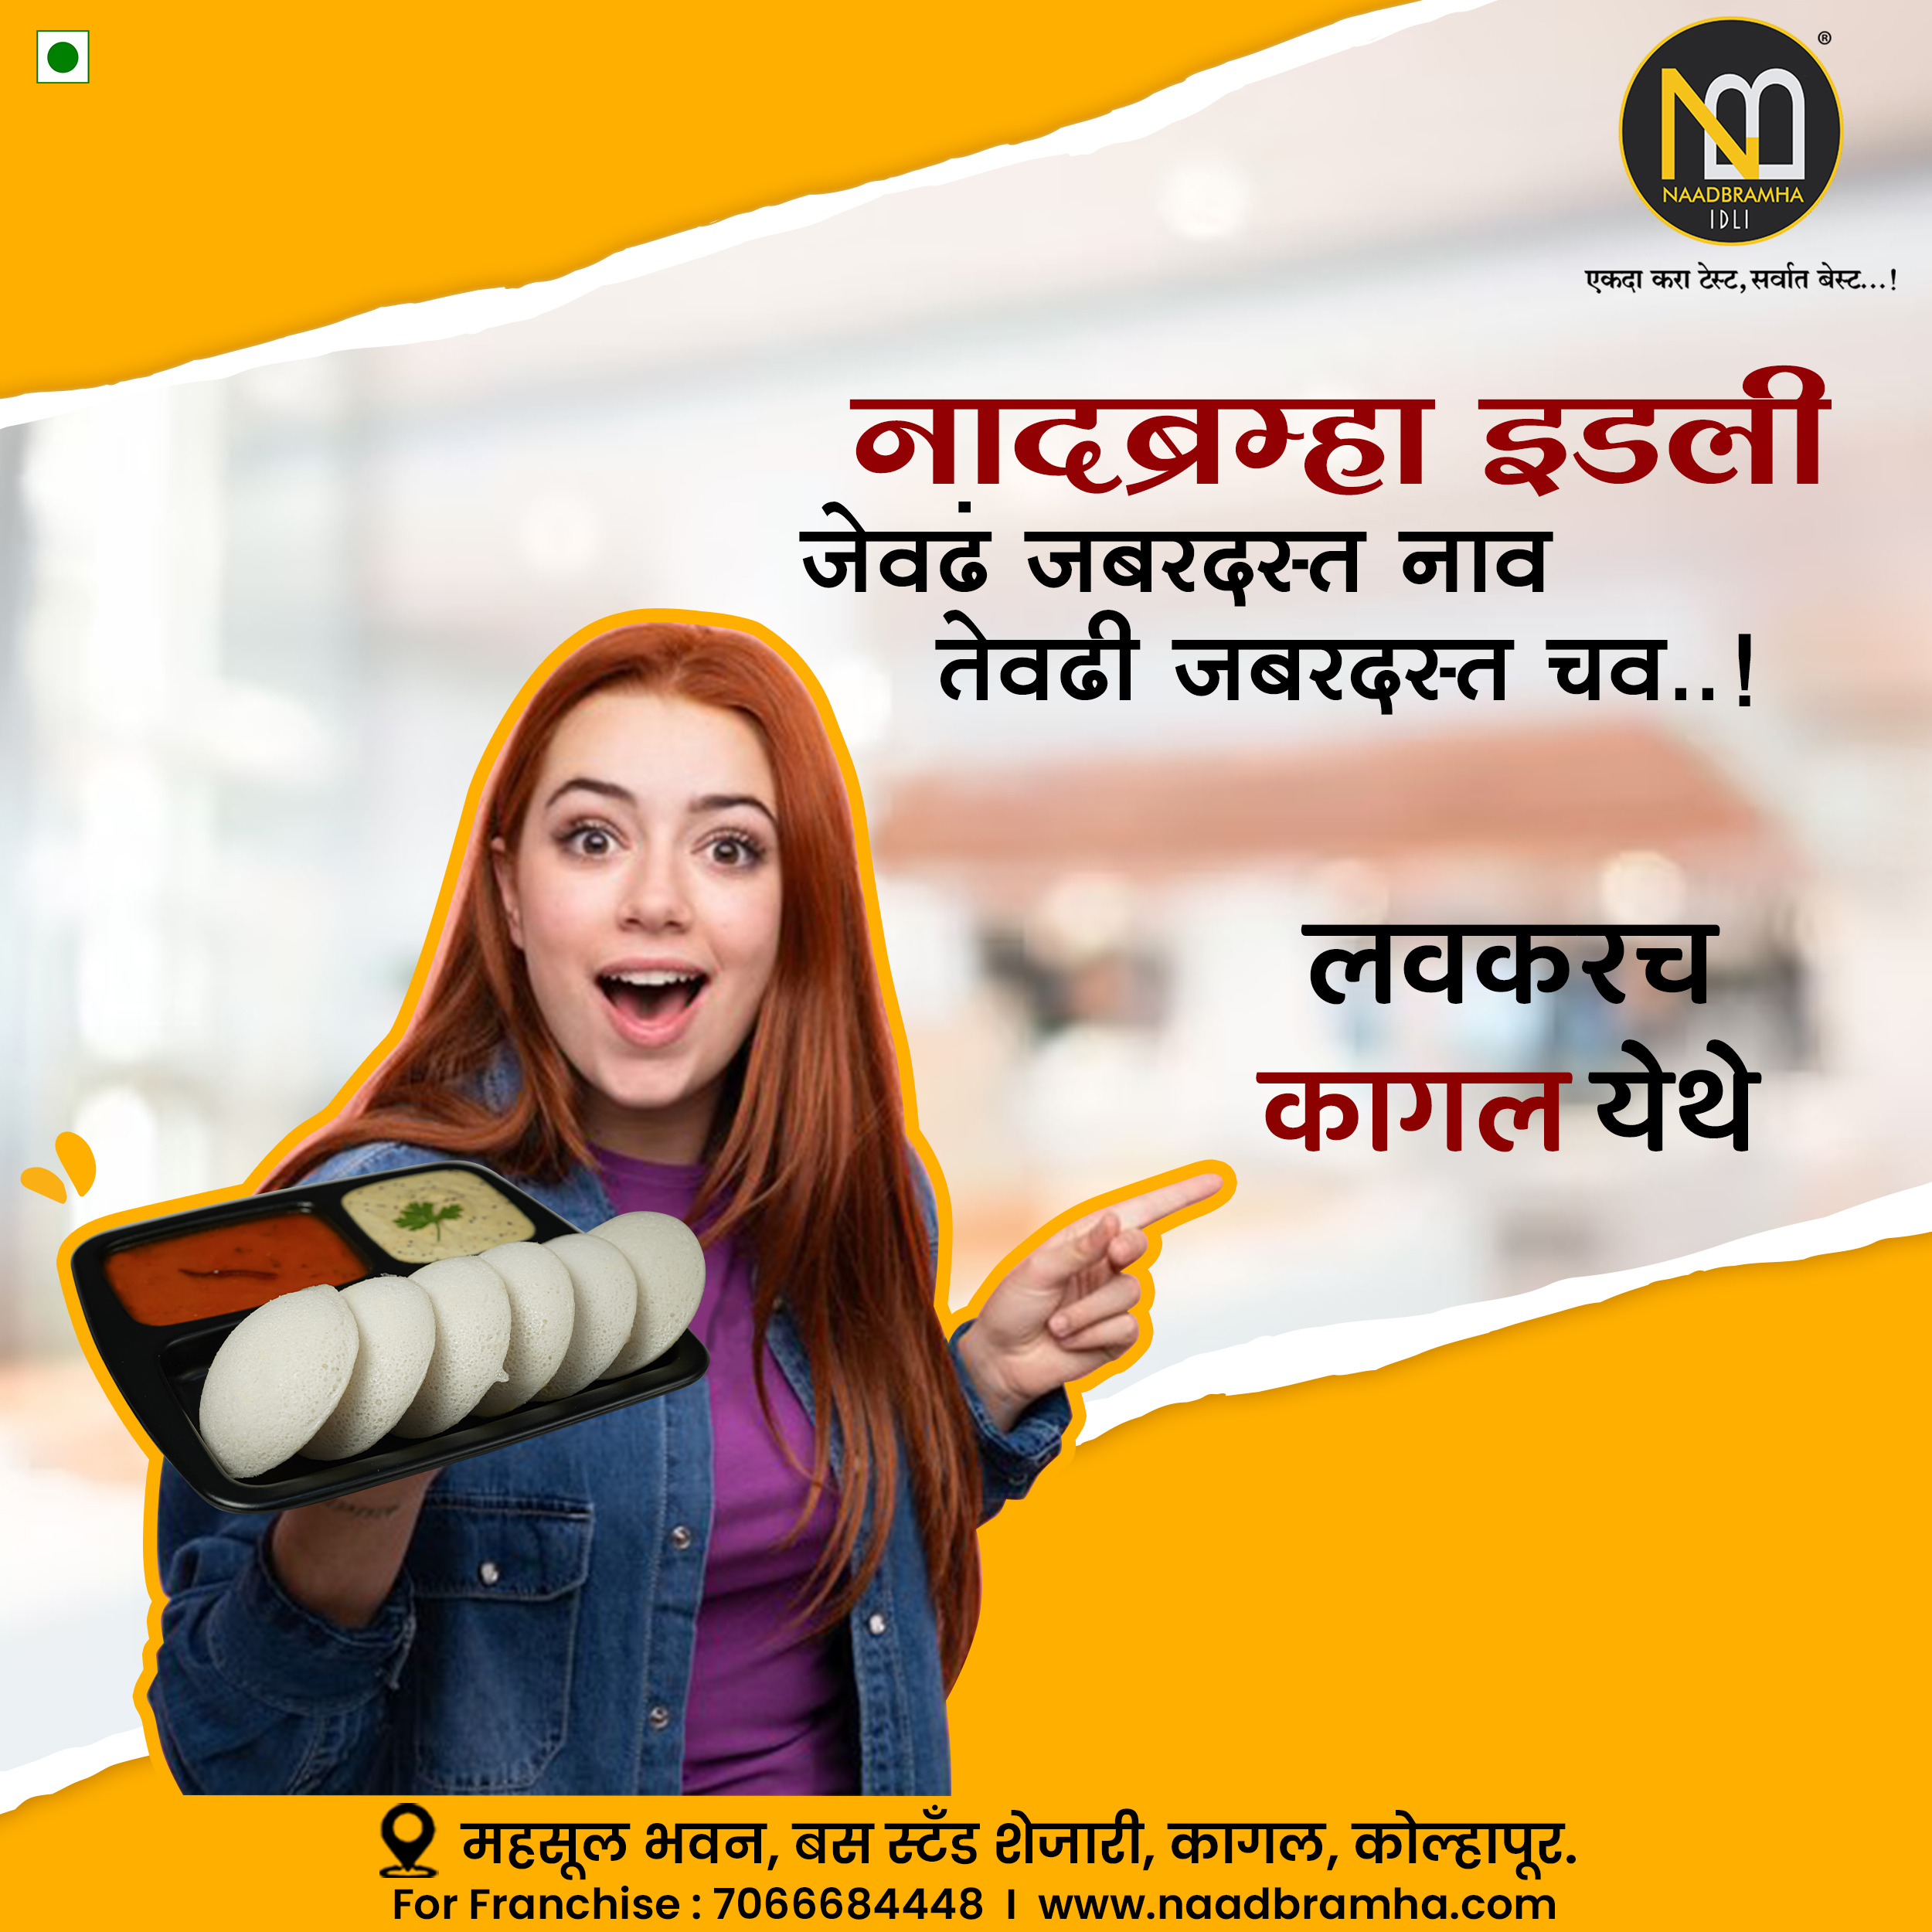 ®
NB
NAADBRAMHA
IDLI
एकदा करा टेस्ट, सर्वात बेस्ट...!
नादब्रम्हा इडली
जेवढं जबरदस्त नाव
तेवढी जबरदस्त चव..!
लवकरच
कागल येथे
महसूल भवन, बस स्टँड शेजारी, कागल, कोल्हापूर.
For Franchise : 7066684448 I www.naadbramha.com